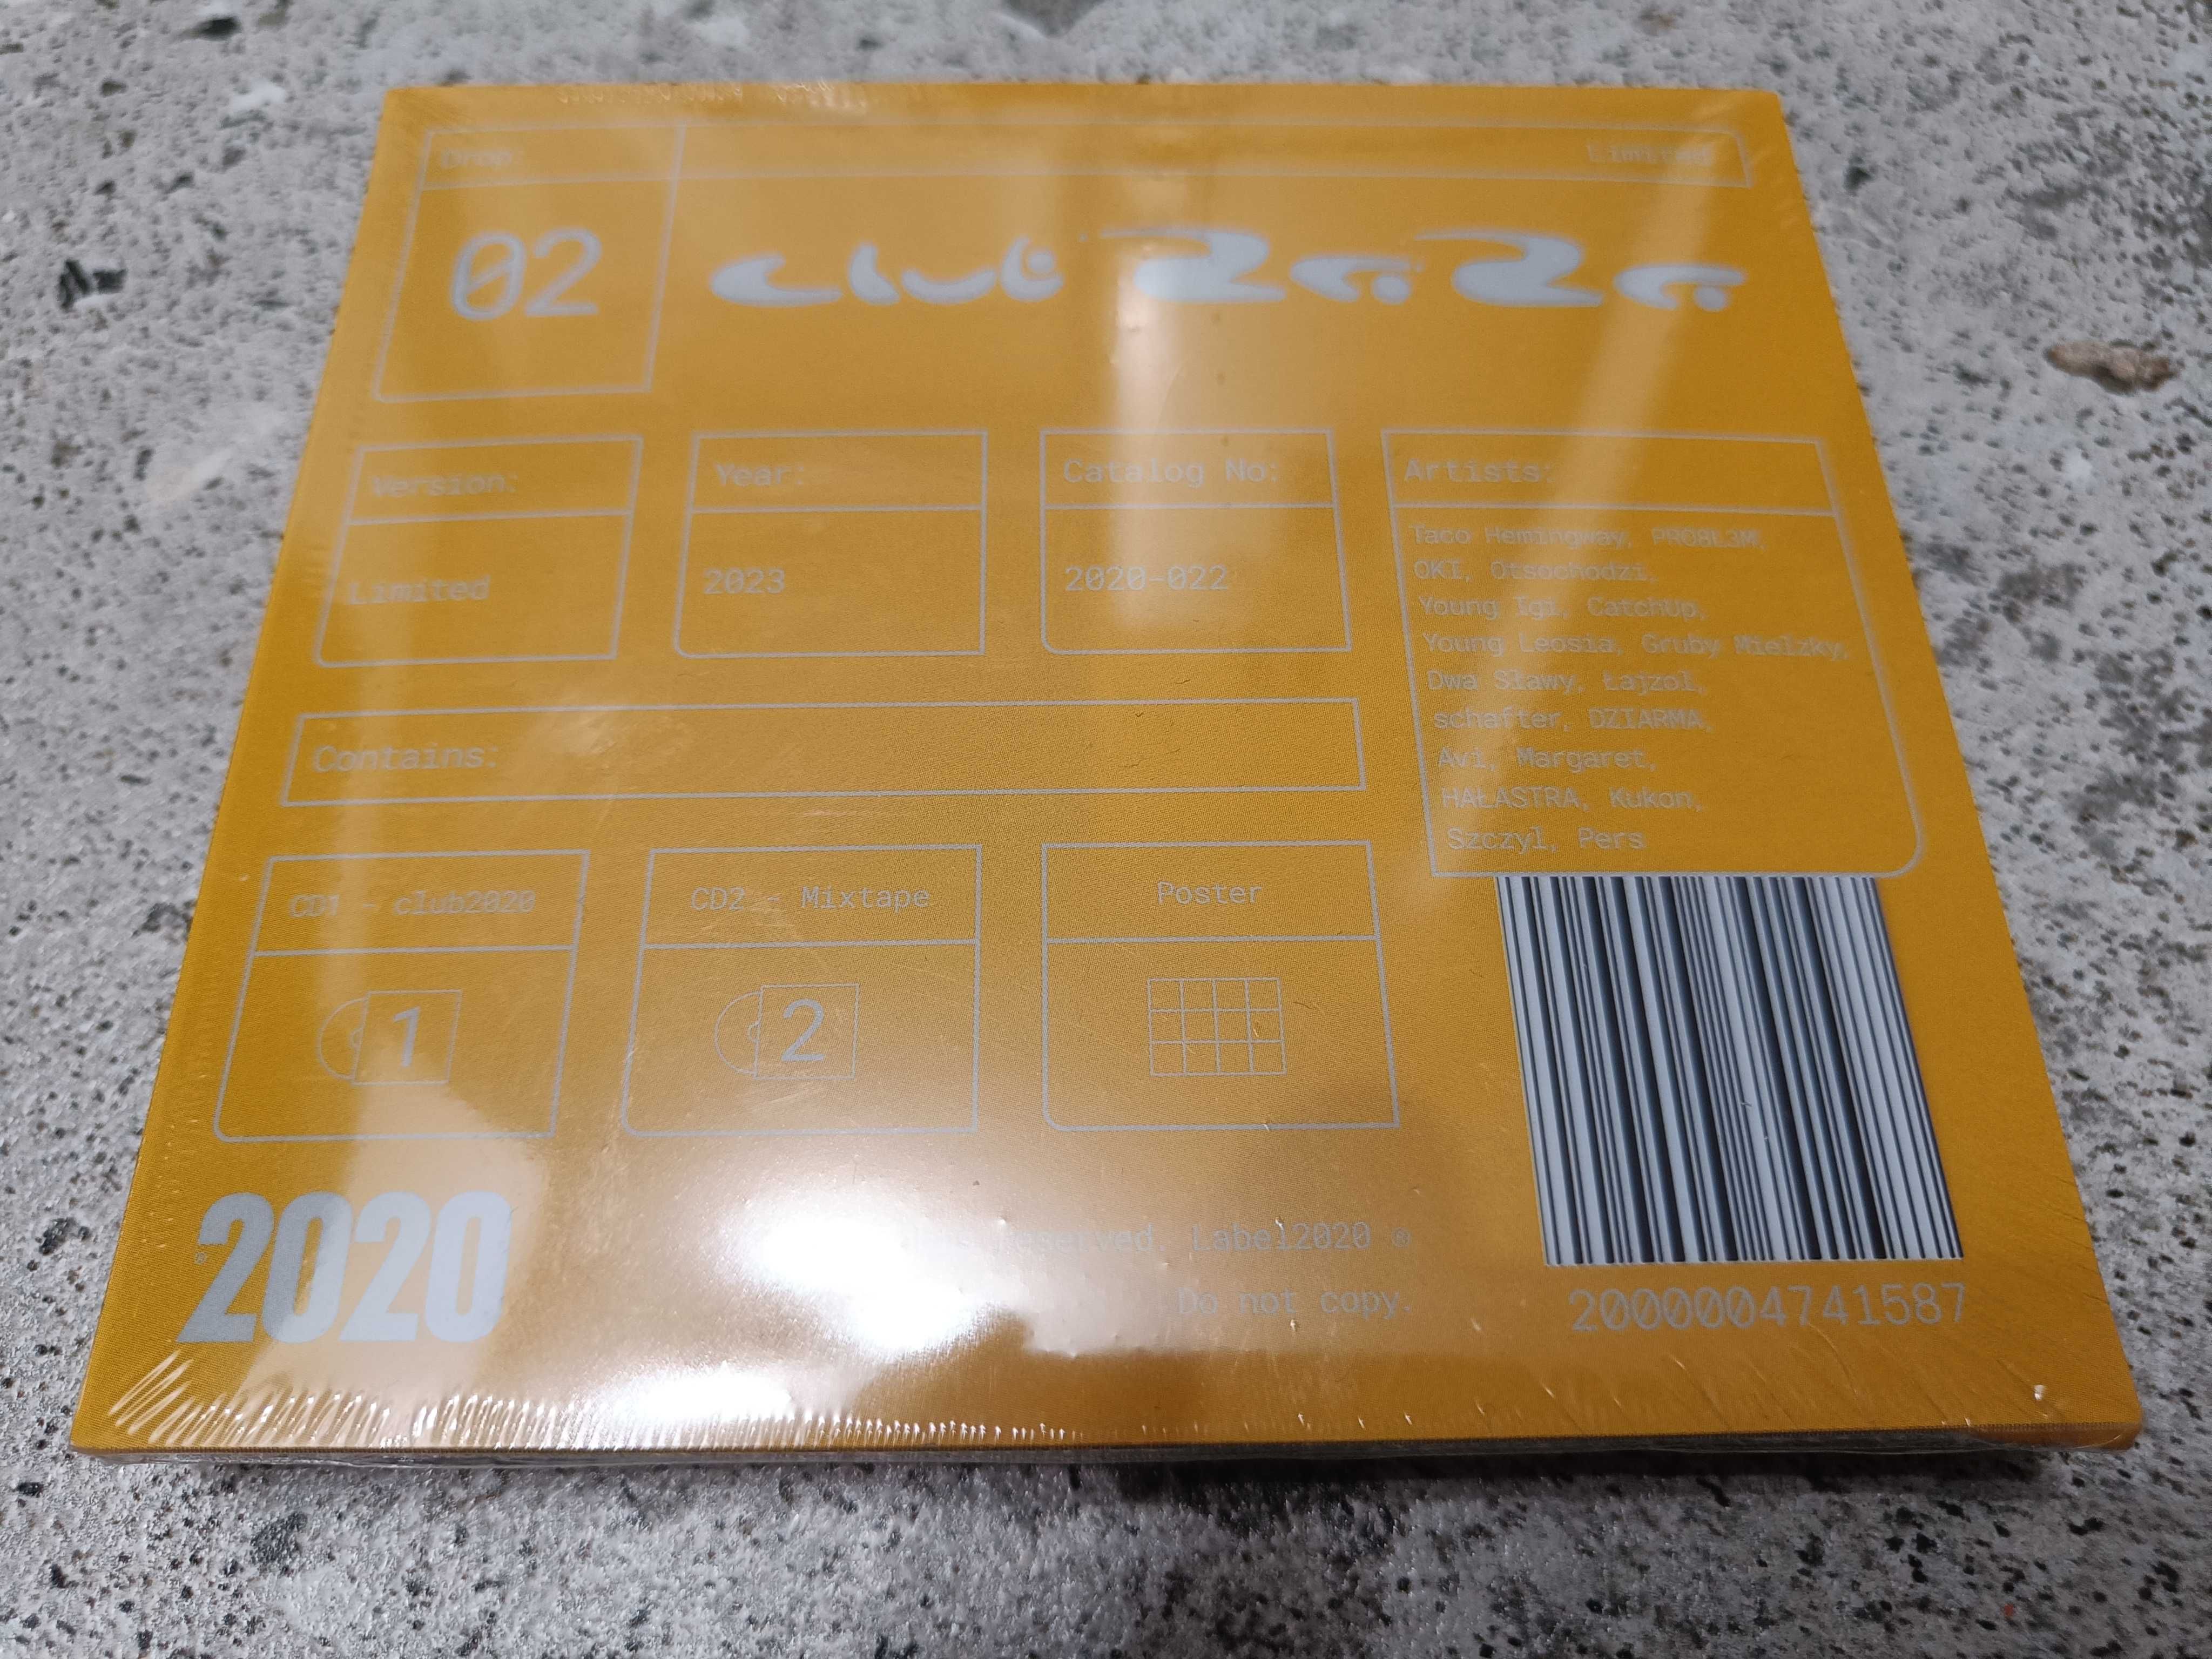 Drop:
Limited
02
club2020
Version:
Limited
Year:
2023
Catalog No:
2020-022
Artists:
Taco Hemingway, PRO8L3M,
OKI, Otsochodzi,
Young Igi, CatchUp,
Young Leosia, Gruby Mielzky,
Dwa Sławy, Łajzol,
schafter, DZIARMA,
Avi, Margaret,
HAŁASTRA, Kukon,
Szczyl, Pers
Contains:
CD1 - club2020
1
CD2 - Mixtape
2
Poster
2020
reserved. Label2020 ®
Do not copy.
2000004741587